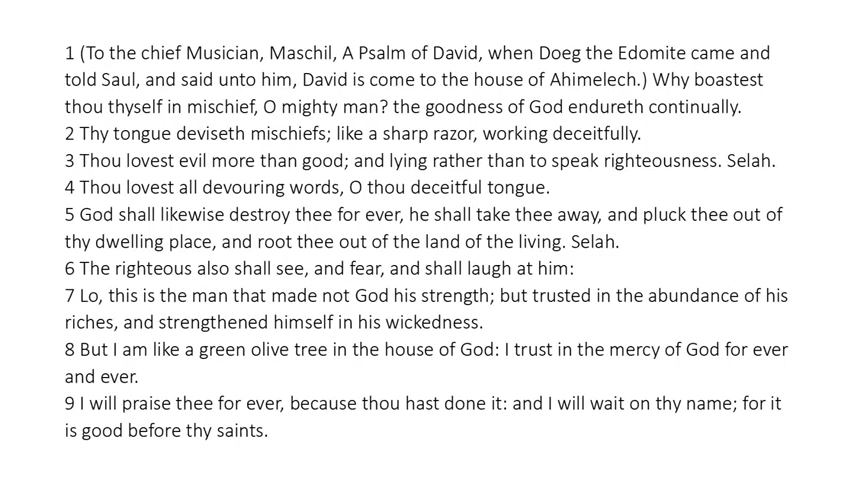 1 (To the chief Musician, Maschil, A Psalm of David, when Doeg the Edomite came and
told Saul, and said unto him, David is come to the house of Ahimelech.) Why boastest
thou thyself in mischief, O mighty man? the goodness of God endureth continually.
2 Thy tongue deviseth mischiefs; like a sharp razor, working deceitfully.
3 Thou lovest evil more than good; and lying rather than to speak righteousness. Selah.
4 Thou lovest all devouring words, O thou deceitful tongue.
5 God shall likewise destroy thee for ever, he shall take thee away, and pluck thee out of
thy dwelling place, and root thee out of the land of the living. Selah.
6 The righteous also shall see, and fear, and shall laugh at him:
7 Lo, this is the man that made not God his strength; but trusted in the abundance of his
riches, and strengthened himself in his wickedness.
8 But I am like a green olive tree in the house of God: I trust in the mercy of God for ever
and ever.
9 I will praise thee for ever, because thou hast done it: and I will wait on thy name; for it
is good before thy saints.